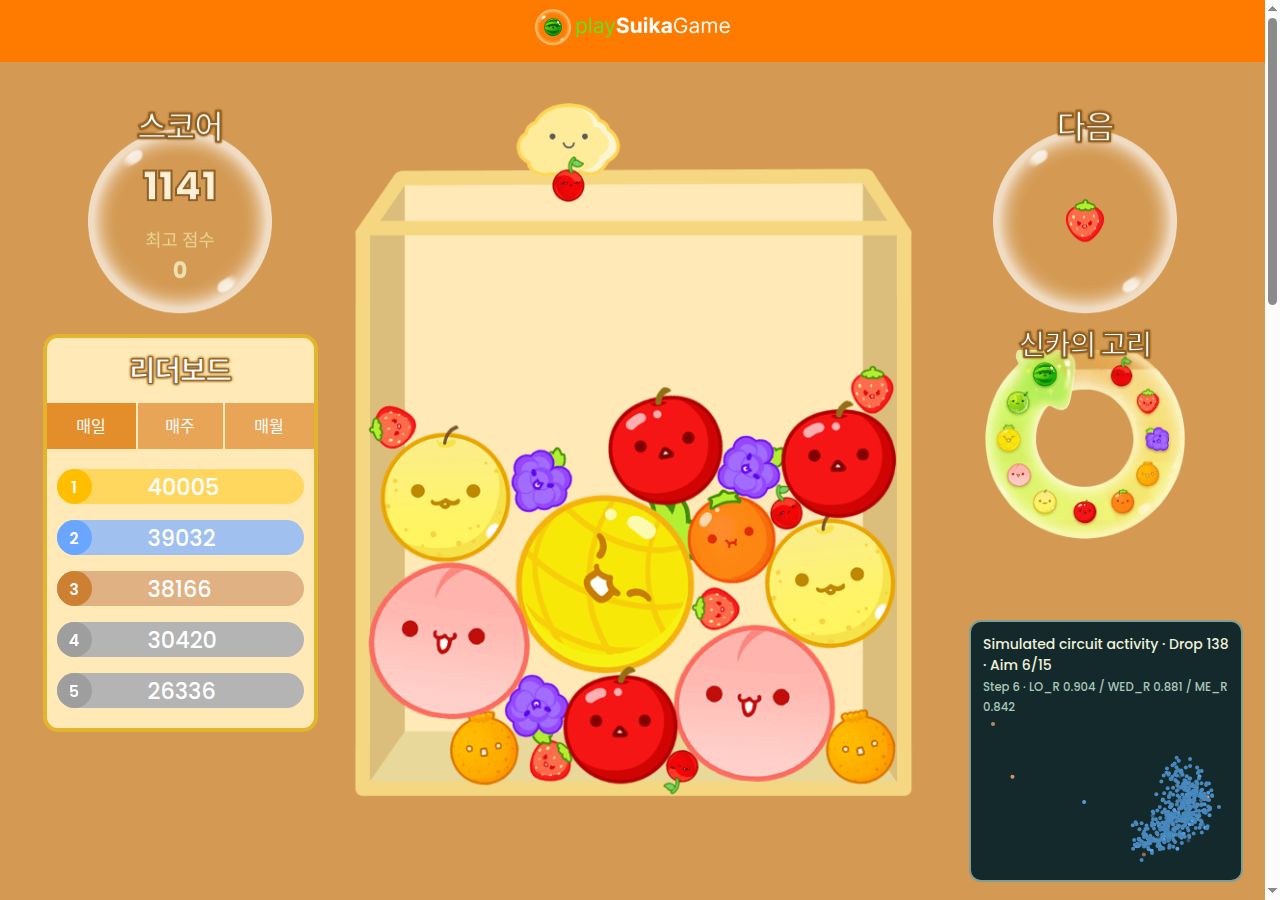 playSuikaGame
스코어
1141
최고 점수
0
리더보드
매일 매주 매월
1 40005
2 39032
3 38166
4 30420
5 26336
다음
신카의 고리
Simulated circuit activity · Drop 138
· Aim 6/15
Step 6 · LO_R 0.904 / WED_R 0.881 / ME_R
0.842